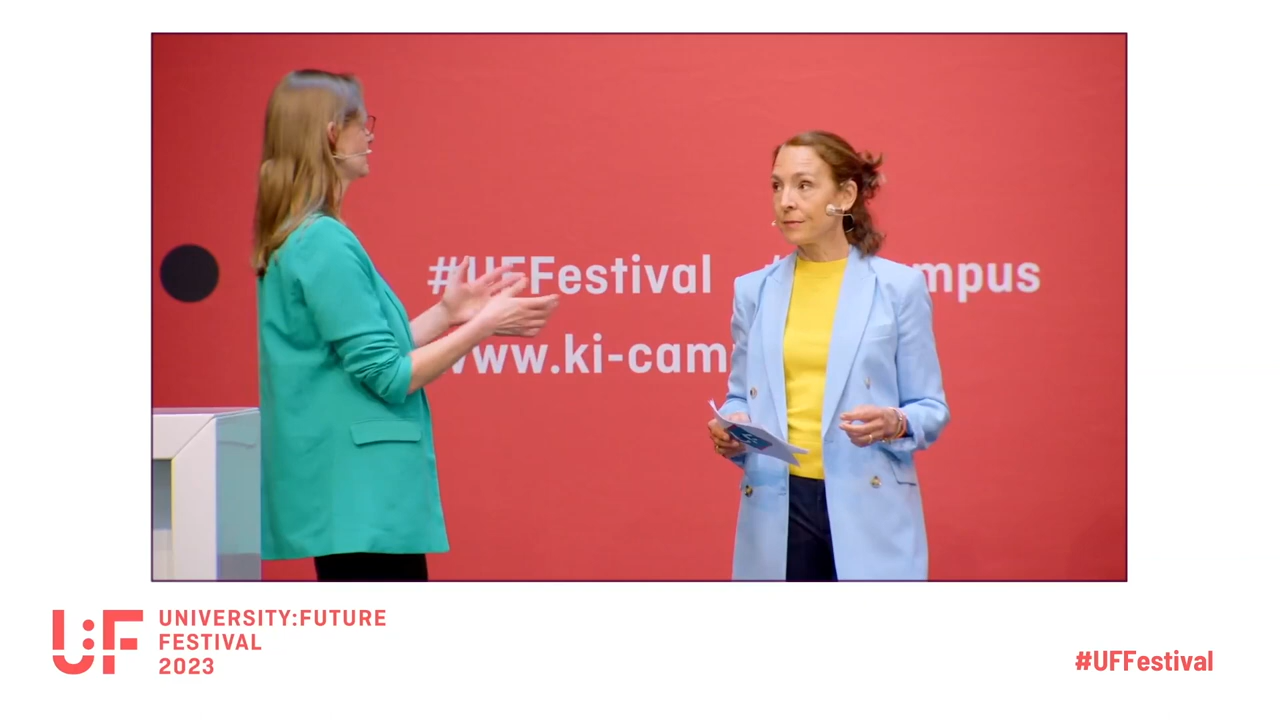 #UFFestival #
mpus
www.ki-cam
U:F
UNIVERSITY:FUTURE
FESTIVAL
2023
#UFFestival